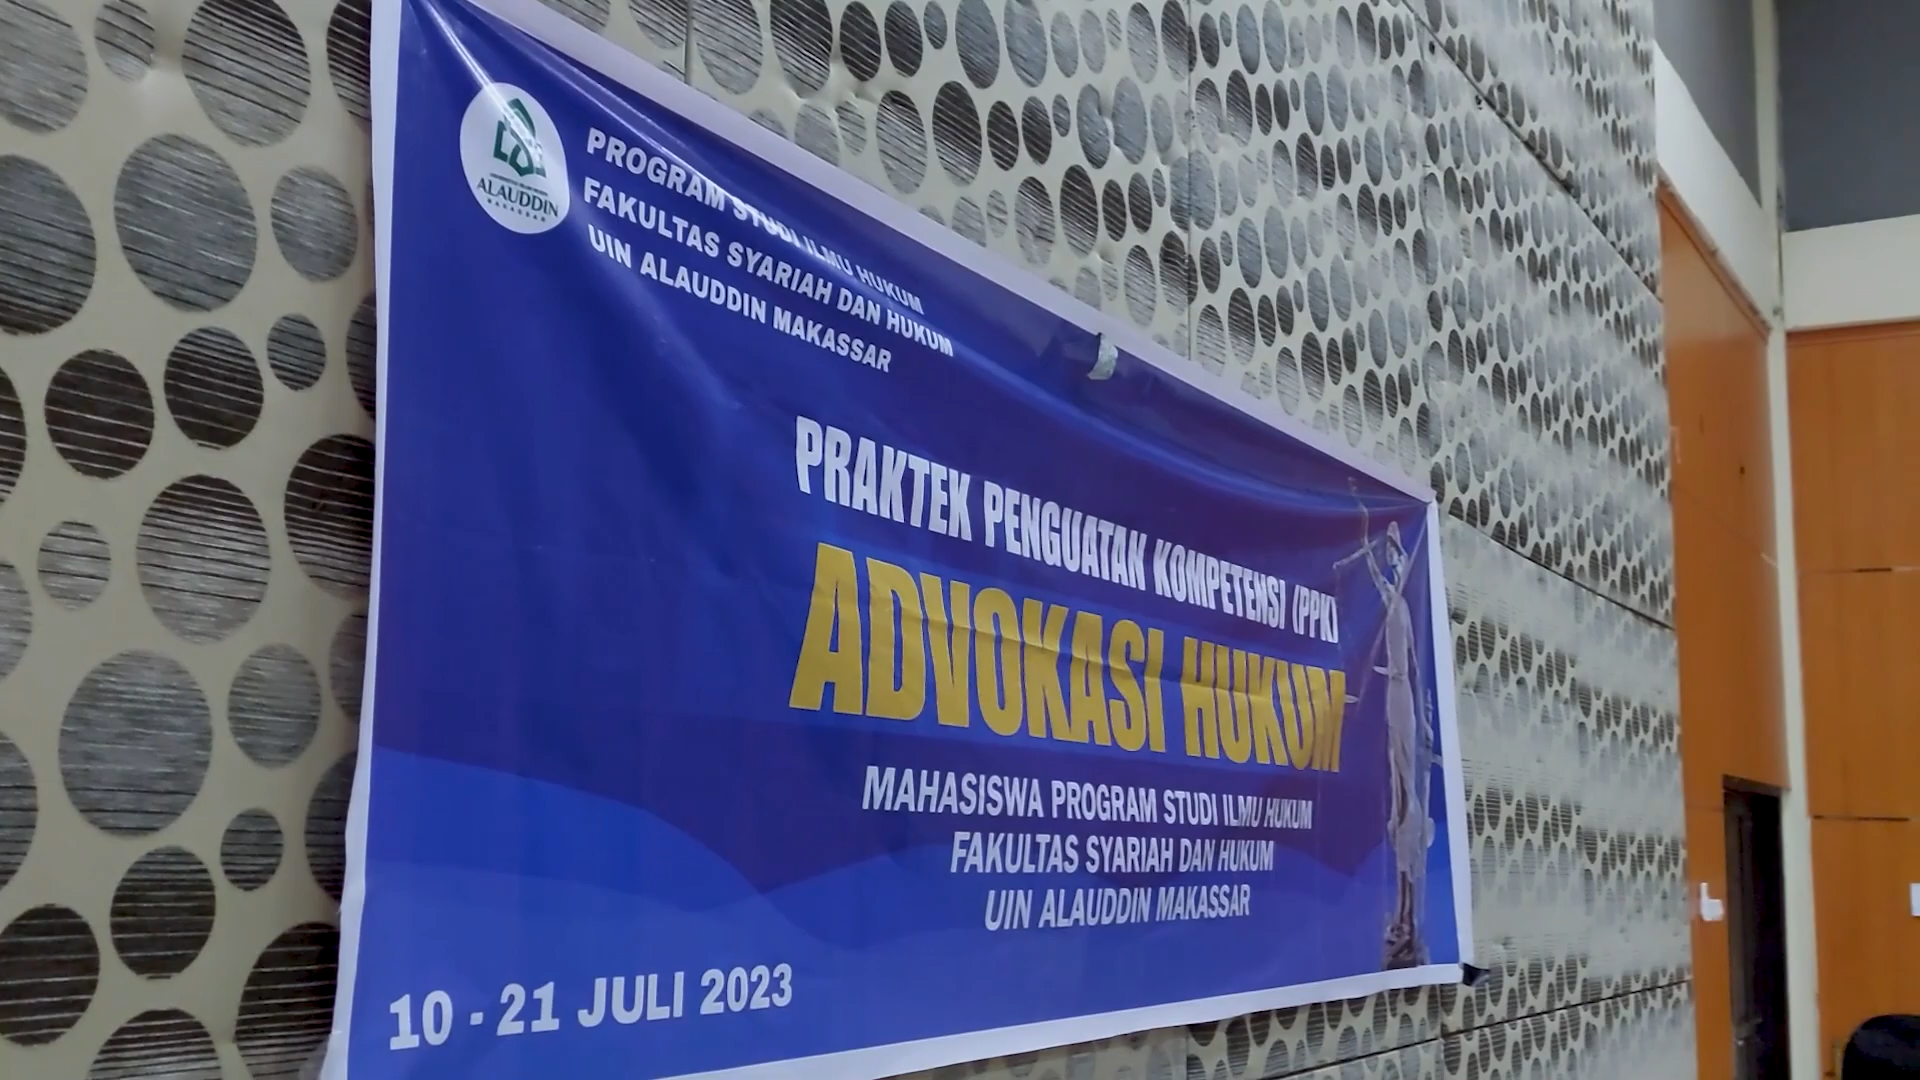 ALAUDDIN
MAKASSAR
PROGRAM STUDI ILMU HUKUM
FAKULTAS SYARIAH DAN HUKUM
UIN ALAUDDIN MAKASSAR
PRAKTEK PENGUATAN KOMPETENSI (PPK)
ADVOKASI HUKUM
MAHASISWA PROGRAM STUDI ILMU HUKUM
FAKULTAS SYARIAH DAN HUKUM
UIN ALAUDDIN MAKASSAR
10 - 21 JULI 2023